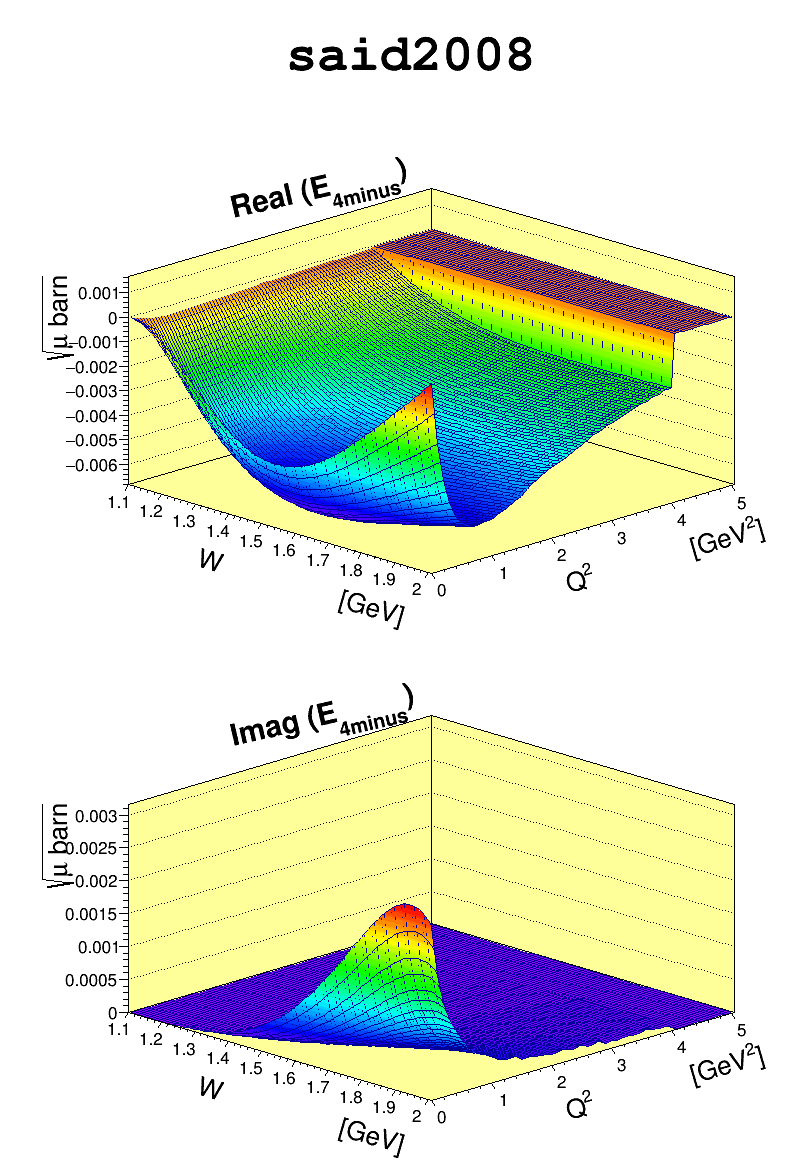 said2008
Real (E4minus)
√μ barn
0.001
0
−0.001
−0.002
−0.003
−0.004
−0.005
−0.006
1.1 1.2 1.3 1.4 1.5 1.6 1.7 1.8 1.9 2
W [GeV]
0 1 2 3 4 5
Q² [GeV²]
Imag (E4minus)
√μ barn
0.003
0.0025
0.002
0.0015
0.001
0.0005
0
1.1 1.2 1.3 1.4 1.5 1.6 1.7 1.8 1.9 2
W [GeV]
0 1 2 3 4 5
Q² [GeV²]